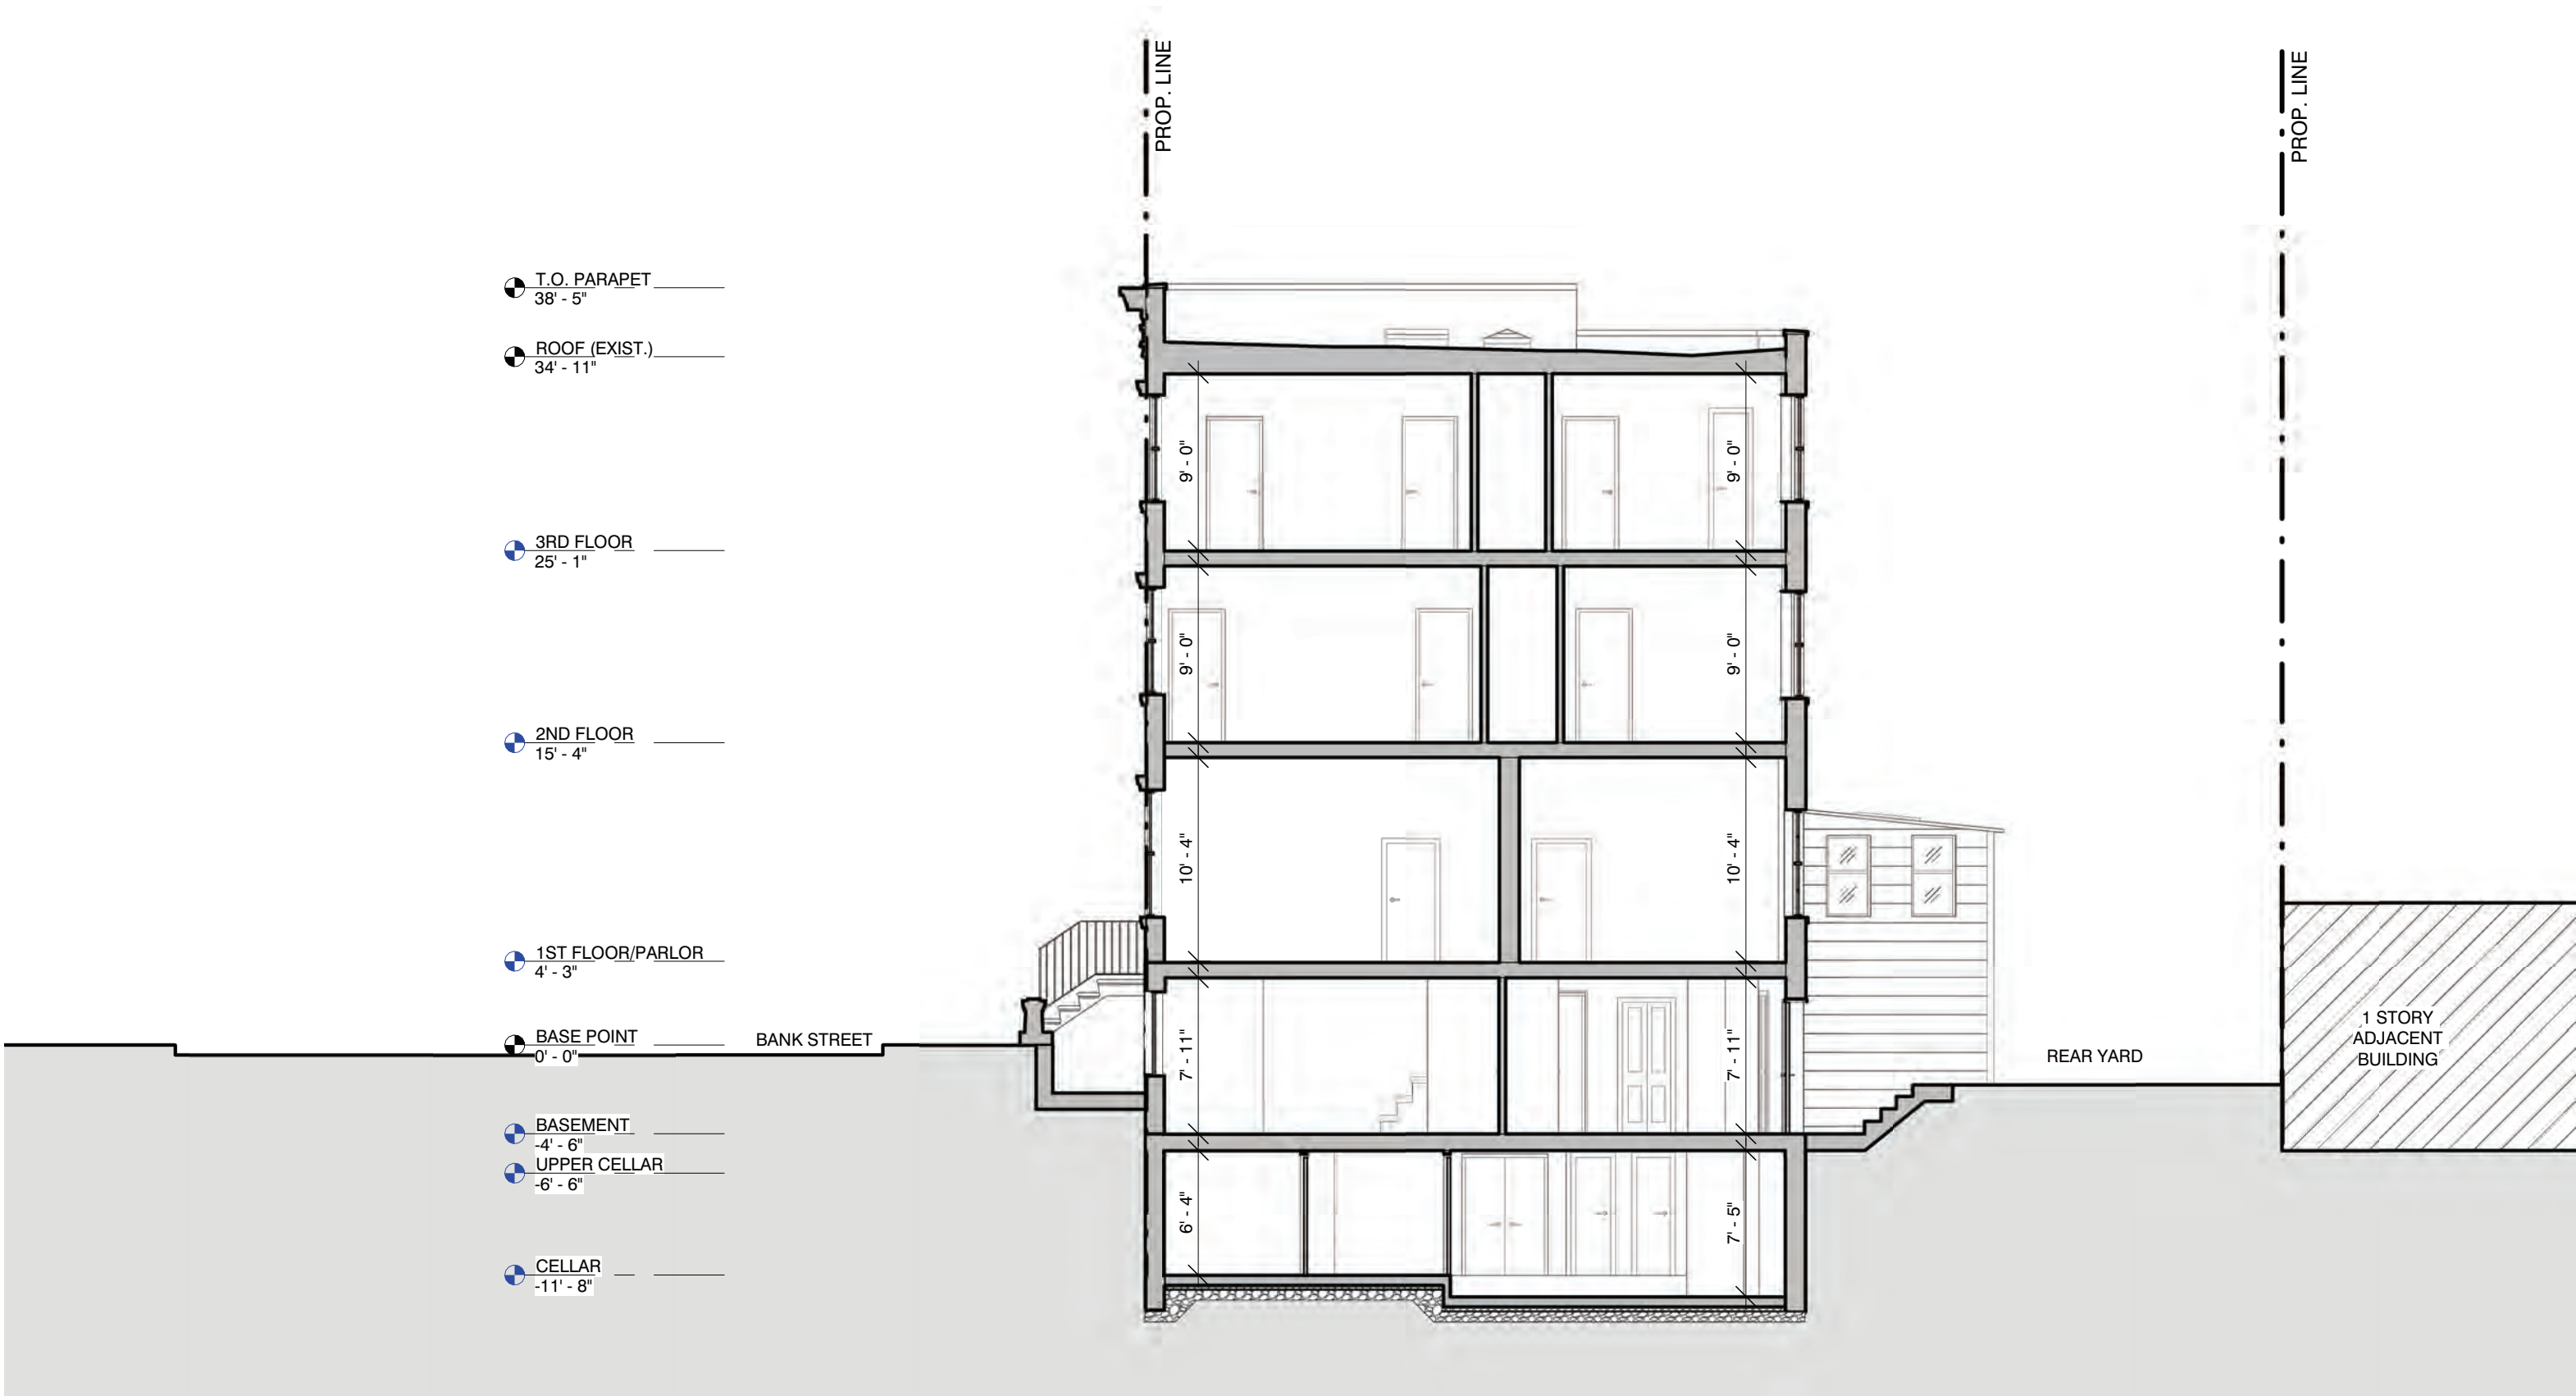 PROP. LINE
PROP. LINE
T.O. PARAPET
38' - 5"
ROOF (EXIST.)
34' - 11"
9' - 0"
9' - 0"
3RD FLOOR
25' - 1"
9' - 0"
9' - 0"
2ND FLOOR
15' - 4"
10' - 4"
10' - 4"
1ST FLOOR/PARLOR
4' - 3"
BASE POINT
0' - 0"
BANK STREET
7' - 11"
7' - 11"
REAR YARD
1 STORY
ADJACENT
BUILDING
BASEMENT
-4' - 6"
UPPER CELLAR
-6' - 6"
6' - 4"
7' - 5"
CELLAR
-11' - 8"